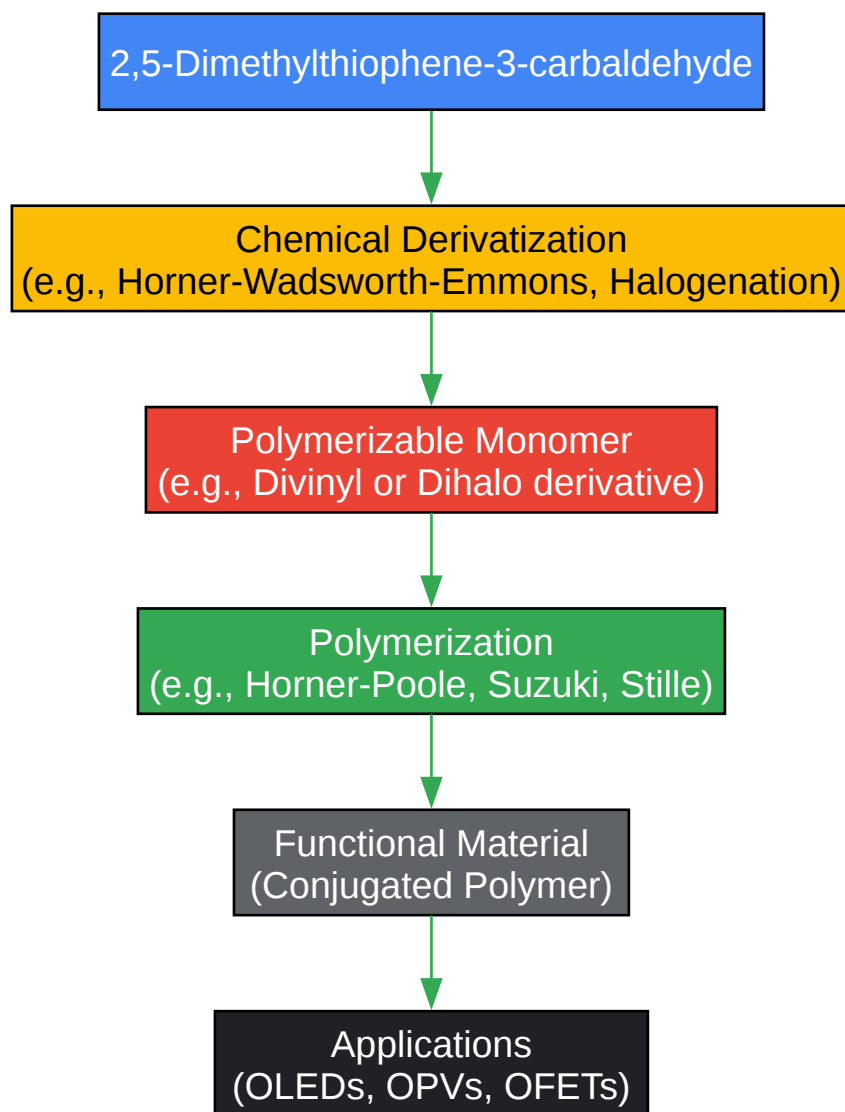 2,5-Dimethylthiophene-3-carbaldehyde
Chemical Derivatization
(e.g., Horner-Wadsworth-Emmons, Halogenation)
Polymerizable Monomer
(e.g., Divinyl or Dihalo derivative)
Polymerization
(e.g., Horner-Poole, Suzuki, Stille)
Functional Material
(Conjugated Polymer)
Applications
(OLEDs, OPVs, OFETs)